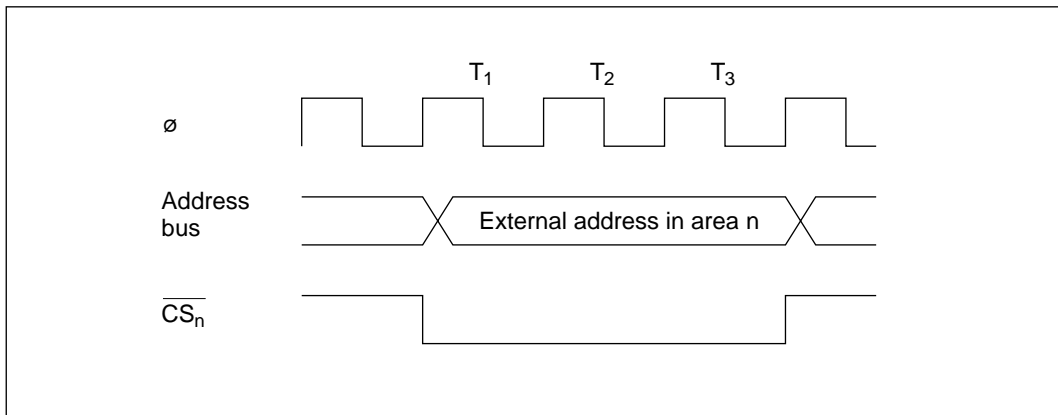 T1 T2 T3
ø
Address
bus
External address in area n
CSn